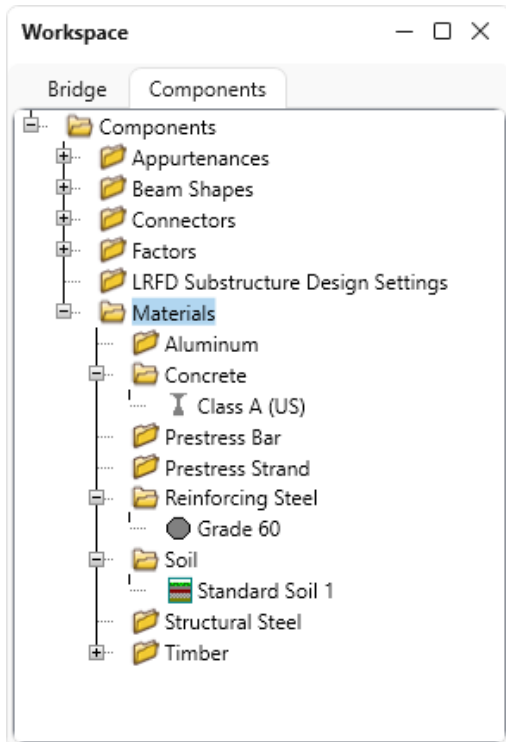 Workspace
Bridge Components
Components
Appurtenances
Beam Shapes
Connectors
Factors
LRFD Substructure Design Settings
Materials
Aluminum
Concrete
Class A (US)
Prestress Bar
Prestress Strand
Reinforcing Steel
Grade 60
Soil
Standard Soil 1
Structural Steel
Timber